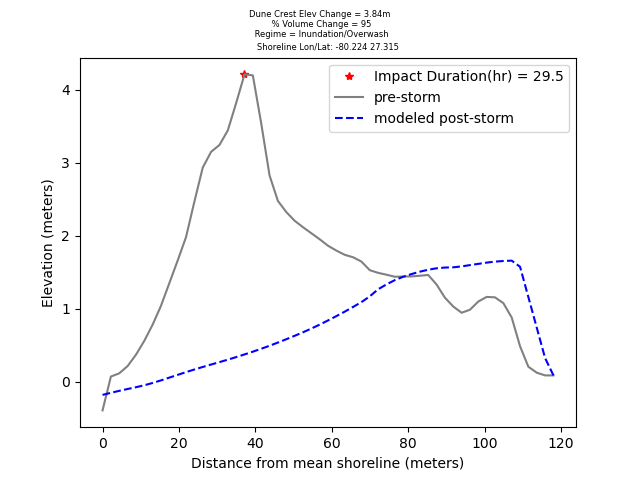 Dune Crest Elev Change = 3.84m
% Volume Change = 95
Regime = Inundation/Overwash
Shoreline Lon/Lat: -80.224 27.315
Impact Duration(hr) = 29.5
pre-storm
modeled post-storm
4
3
2
1
0
Elevation (meters)
0 20 40 60 80 100 120
Distance from mean shoreline (meters)